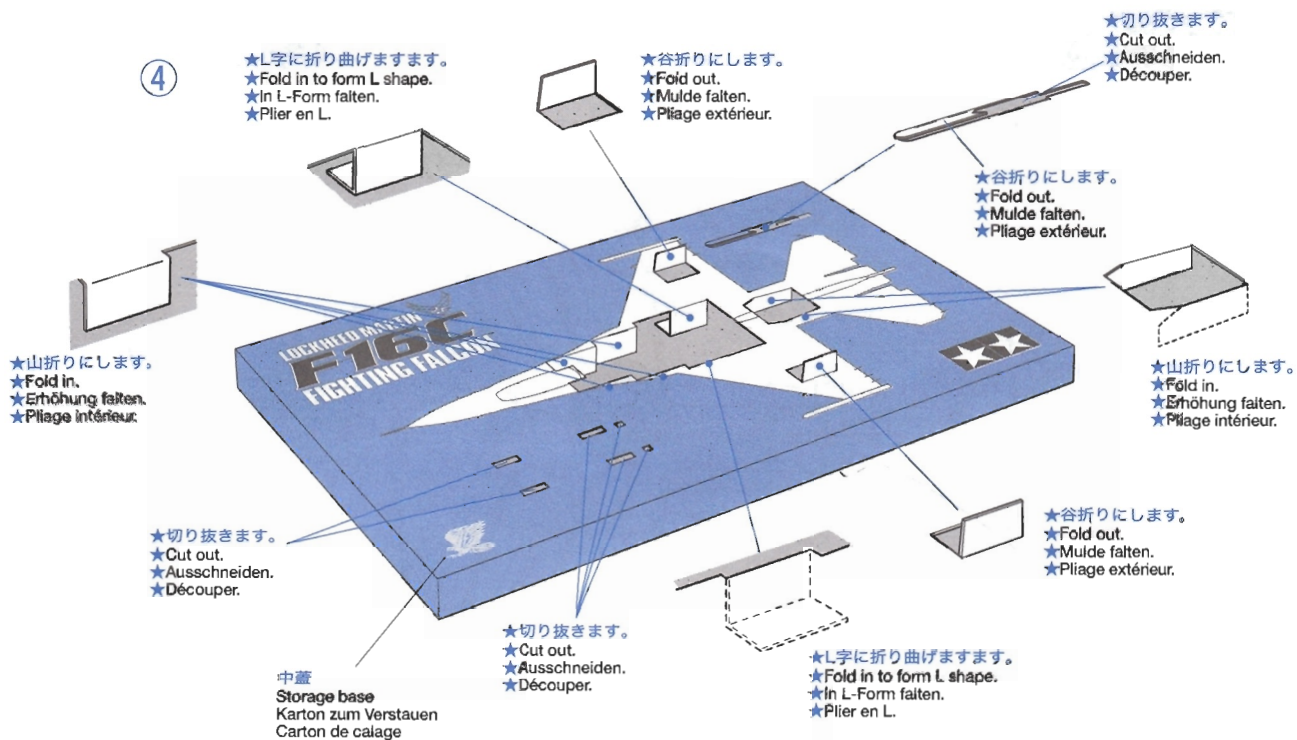 ④
★L字に折り曲げますます。
★Fold in to form L shape.
★In L-Form falten.
★Plier en L.
★谷折りにします。
★Fold out.
★Mulde falten.
★Pliage extérieur.
★切り抜きます。
★Cut out.
★Ausschneiden.
★Découper.
★谷折りにします。
★Fold out.
★Mulde falten.
★Pliage extérieur.
★山折りにします。
★Fold in.
★Erhöhung falten.
★Pliage intérieur.
LOCKHEED MARTIN
F16C
FIGHTING FALCON
★山折りにします。
★Fold in.
★Erhöhung falten.
★Pliage intérieur.
★切り抜きます。
★Cut out.
★Ausschneiden.
★Découper.
★谷折りにします。
★Fold out.
★Mulde falten.
★Pliage extérieur.
★切り抜きます。
★Cut out.
★Ausschneiden.
★Découper.
★L字に折り曲げますます。
★Fold in to form L shape.
★In L-Form falten.
★Plier en L.
中蓋
Storage base
Karton zum Verstauen
Carton de calage